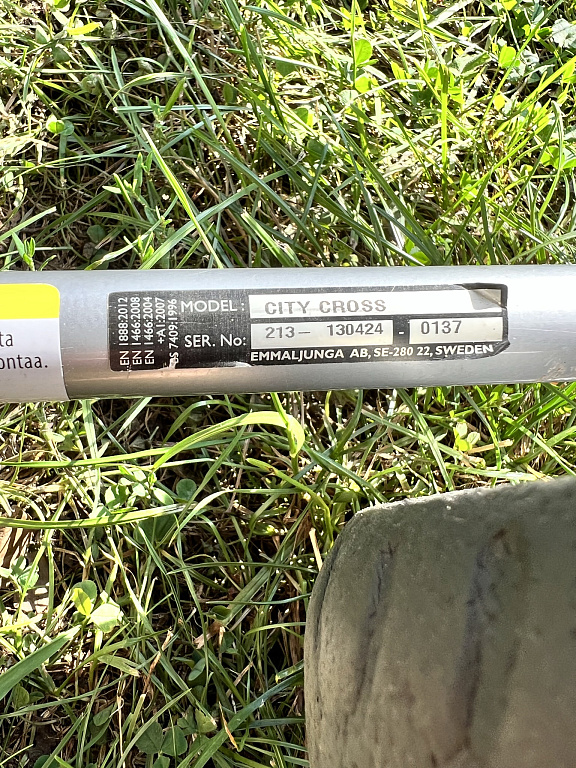 ta
ontaa.
EN 1888:2012
EN 1466:2008
EN 1466:2004
+A1:2007
BS 7409:1996
MODEL: CITY CROSS
SER. No: 213– 130424 - 0137
EMMALJUNGA AB, SE-280 22, SWEDEN